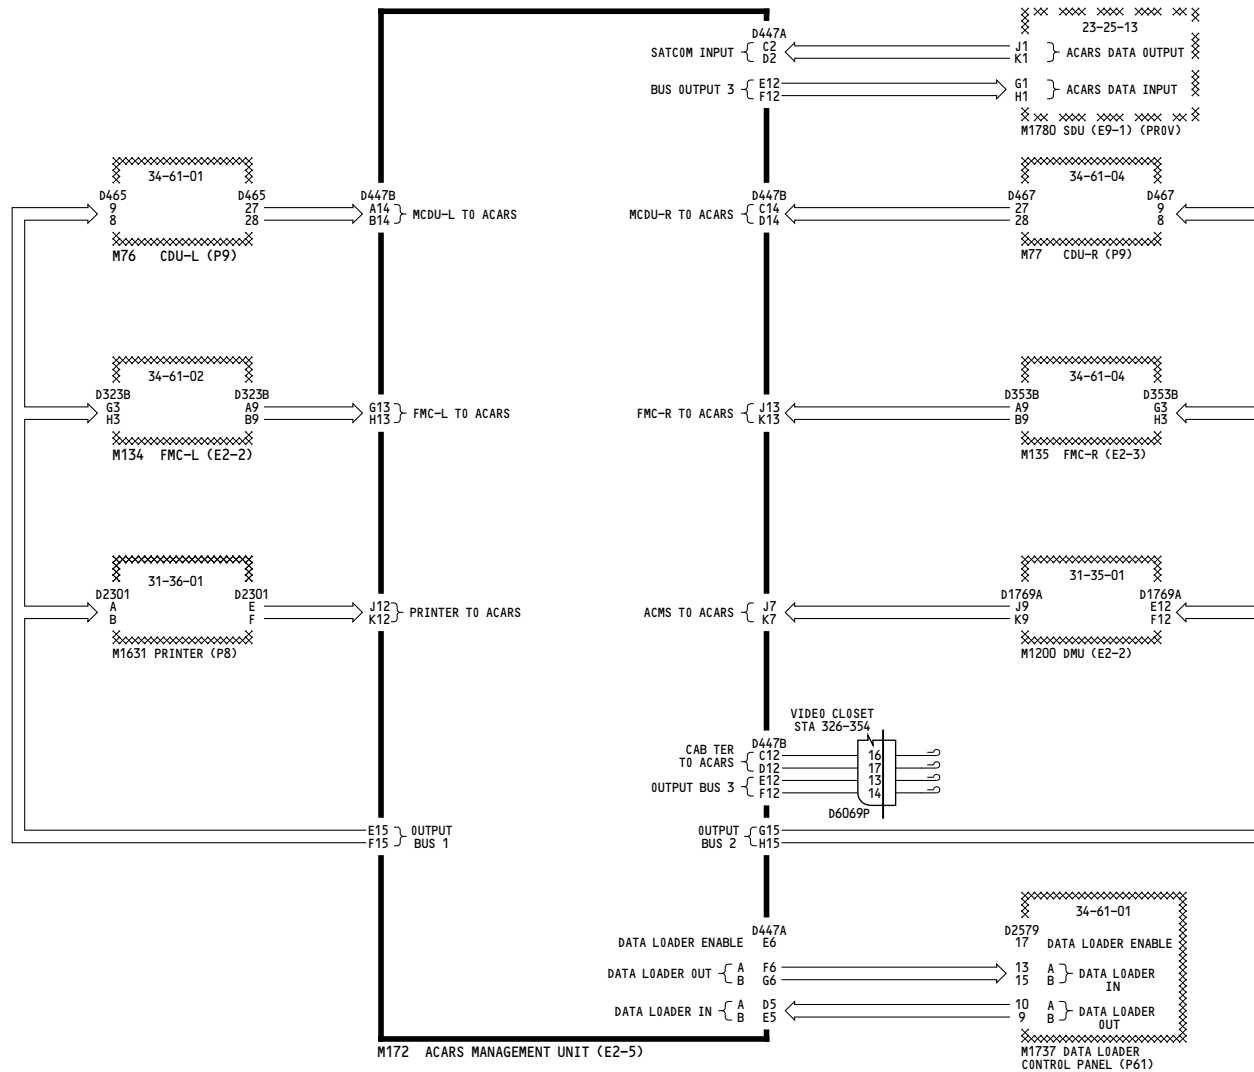 D447A
SATCOM INPUT { C2
D2
J1
K1 } ACARS DATA OUTPUT
23-25-13
BUS OUTPUT 3 { E12
F12
G1
H1 } ACARS DATA INPUT
M1780 SDU (E9-1) (PROV)
34-61-01
D465
9
8
D465
27
28
M76 CDU-L (P9)
D447B
A14
B14 } MCDU-L TO ACARS
D447B
MCDU-R TO ACARS { C14
D14
34-61-04
D467
27
28
D467
9
8
M77 CDU-R (P9)
34-61-02
D323B
G3
H3
D323B
A9
B9
M134 FMC-L (E2-2)
G13
H13 } FMC-L TO ACARS
FMC-R TO ACARS { J13
K13
34-61-04
D353B
A9
B9
D353B
G3
H3
M135 FMC-R (E2-3)
31-36-01
D2301
A
B
D2301
E
F
M1631 PRINTER (P8)
J12
K12 } PRINTER TO ACARS
ACMS TO ACARS { J7
K7
31-35-01
D1769A
J9
K9
D1769A
E12
F12
M1200 DMU (E2-2)
VIDEO CLOSET
STA 326-354
D447B
CAB TER
TO ACARS { C12
D12
OUTPUT BUS 3 { E12
F12
16
17
13
14
D6069P
E15
F15 } OUTPUT
BUS 1
OUTPUT
BUS 2 { G15
H15
D447A
DATA LOADER ENABLE E6
DATA LOADER OUT { A F6
B G6
DATA LOADER IN { A D5
B E5
34-61-01
D2579
17 DATA LOADER ENABLE
13 A
15 B } DATA LOADER
IN
10 A
9 B } DATA LOADER
OUT
M1737 DATA LOADER
CONTROL PANEL (P61)
M172 ACARS MANAGEMENT UNIT (E2-5)